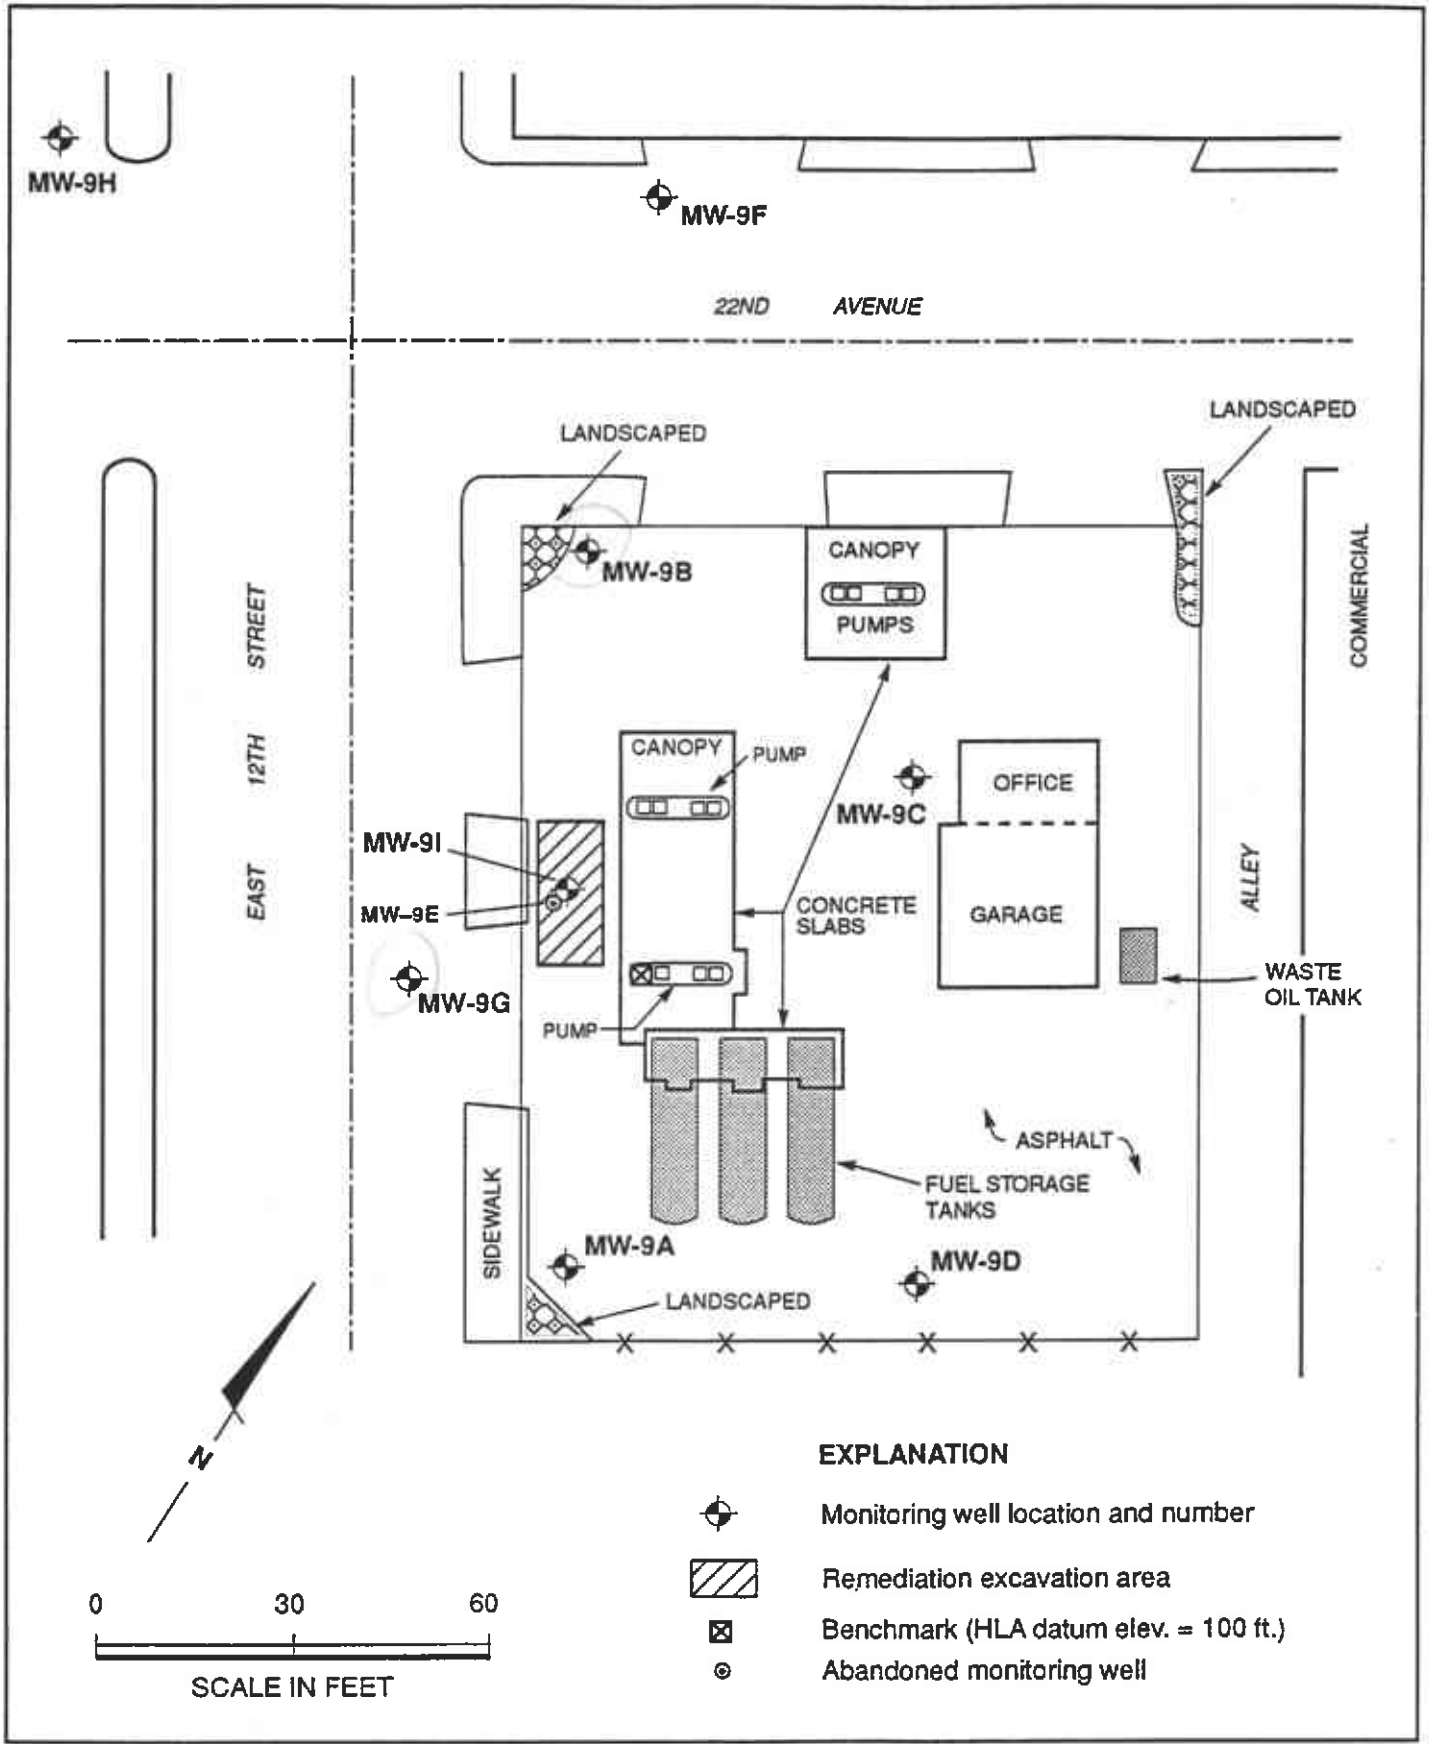 MW-9H
MW-9F
22ND AVENUE
LANDSCAPED
LANDSCAPED
CANOPY
PUMPS
MW-9B
COMMERCIAL
EAST 12TH STREET
CANOPY
PUMP
OFFICE
MW-9C
MW-9I
MW-9E
CONCRETE
SLABS
GARAGE
ALLEY
WASTE
OIL TANK
MW-9G
PUMP
ASPHALT
FUEL STORAGE
TANKS
SIDEWALK
MW-9A
MW-9D
LANDSCAPED
X X X X X X
N
EXPLANATION
Monitoring well location and number
Remediation excavation area
Benchmark (HLA datum elev. = 100 ft.)
Abandoned monitoring well
0 30 60
SCALE IN FEET